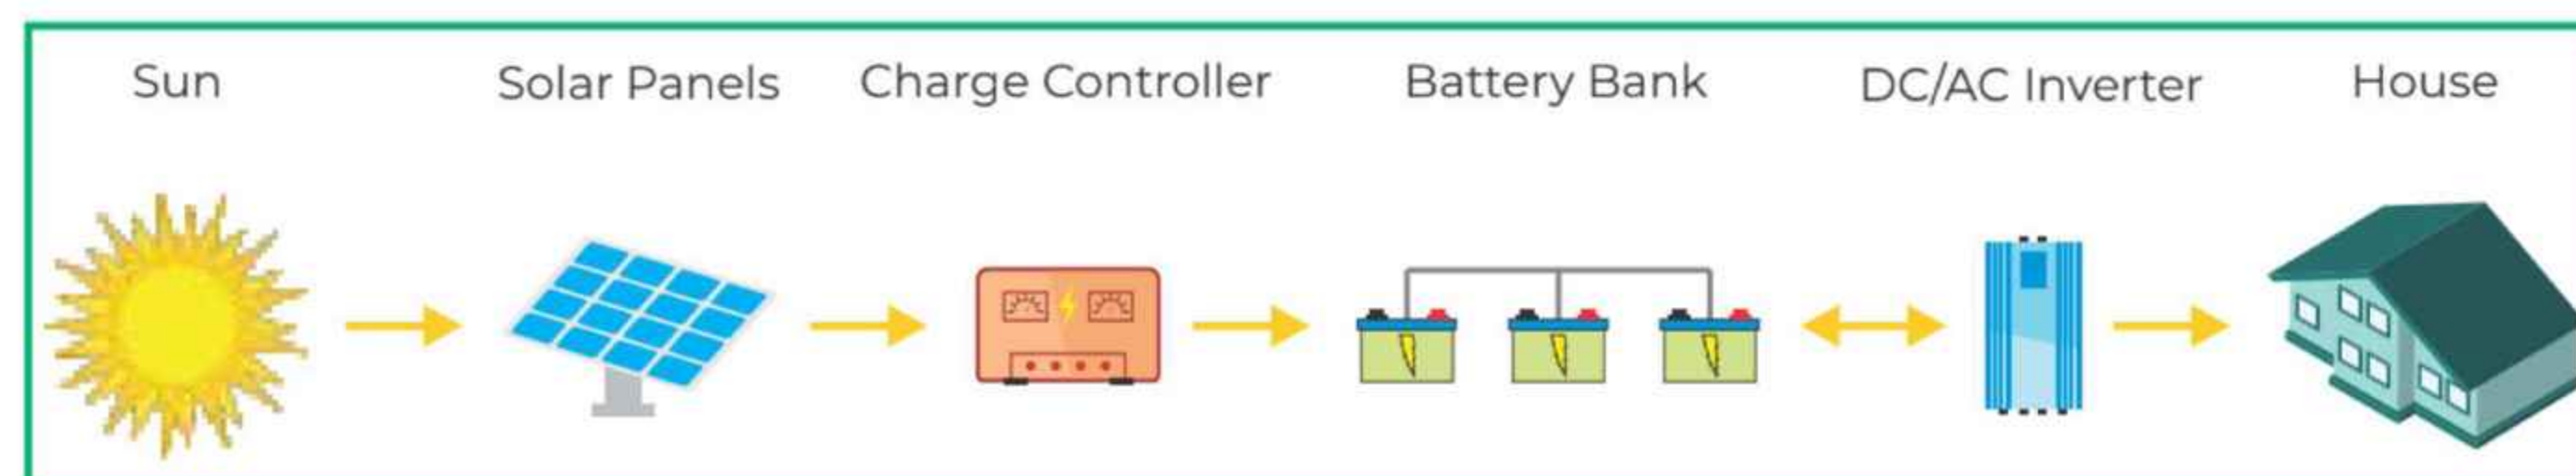 Sun
Solar Panels
Charge Controller
Battery Bank
DC/AC Inverter
House